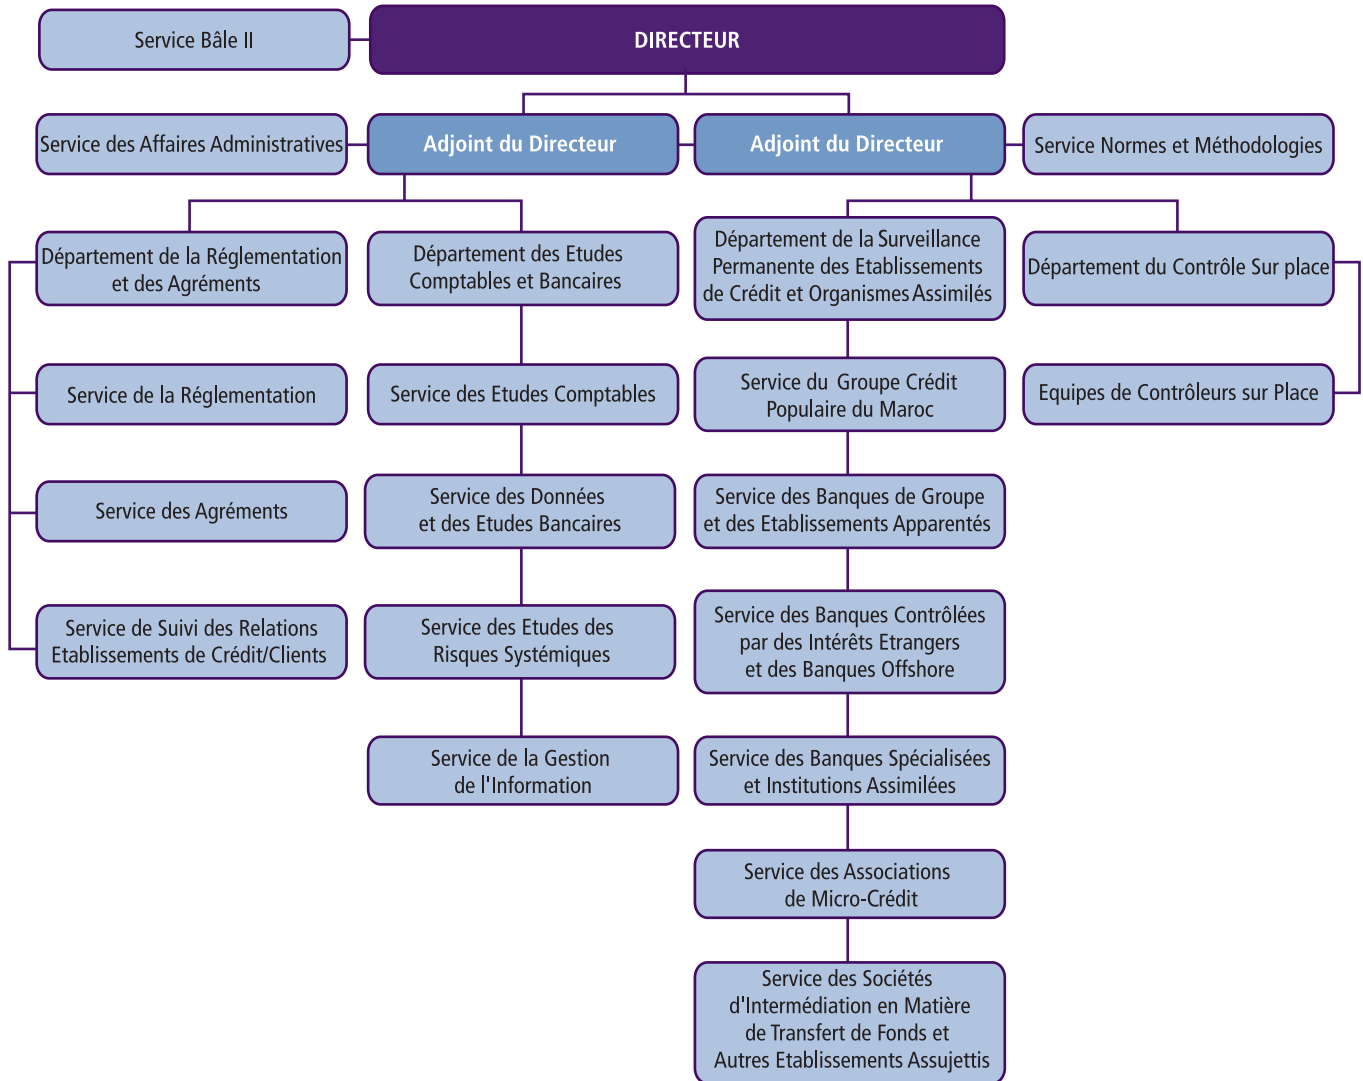 Service Bâle II
DIRECTEUR
Service des Affaires Administratives
Adjoint du Directeur
Adjoint du Directeur
Service Normes et Méthodologies
Département de la Réglementation
et des Agréments
Département des Etudes
Comptables et Bancaires
Département de la Surveillance
Permanente des Etablissements
de Crédit et Organismes Assimilés
Département du Contrôle Sur place
Service de la Réglementation
Service des Etudes Comptables
Service du Groupe Crédit
Populaire du Maroc
Equipes de Contrôleurs sur Place
Service des Agréments
Service des Données
et des Etudes Bancaires
Service des Banques de Groupe
et des Etablissements Apparentés
Service de Suivi des Relations
Etablissements de Crédit/Clients
Service des Etudes des
Risques Systémiques
Service des Banques Contrôlées
par des Intérêts Etrangers
et des Banques Offshore
Service de la Gestion
de l'Information
Service des Banques Spécialisées
et Institutions Assimilées
Service des Associations
de Micro-Crédit
Service des Sociétés
d'Intermédiation en Matière
de Transfert de Fonds et
Autres Etablissements Assujettis